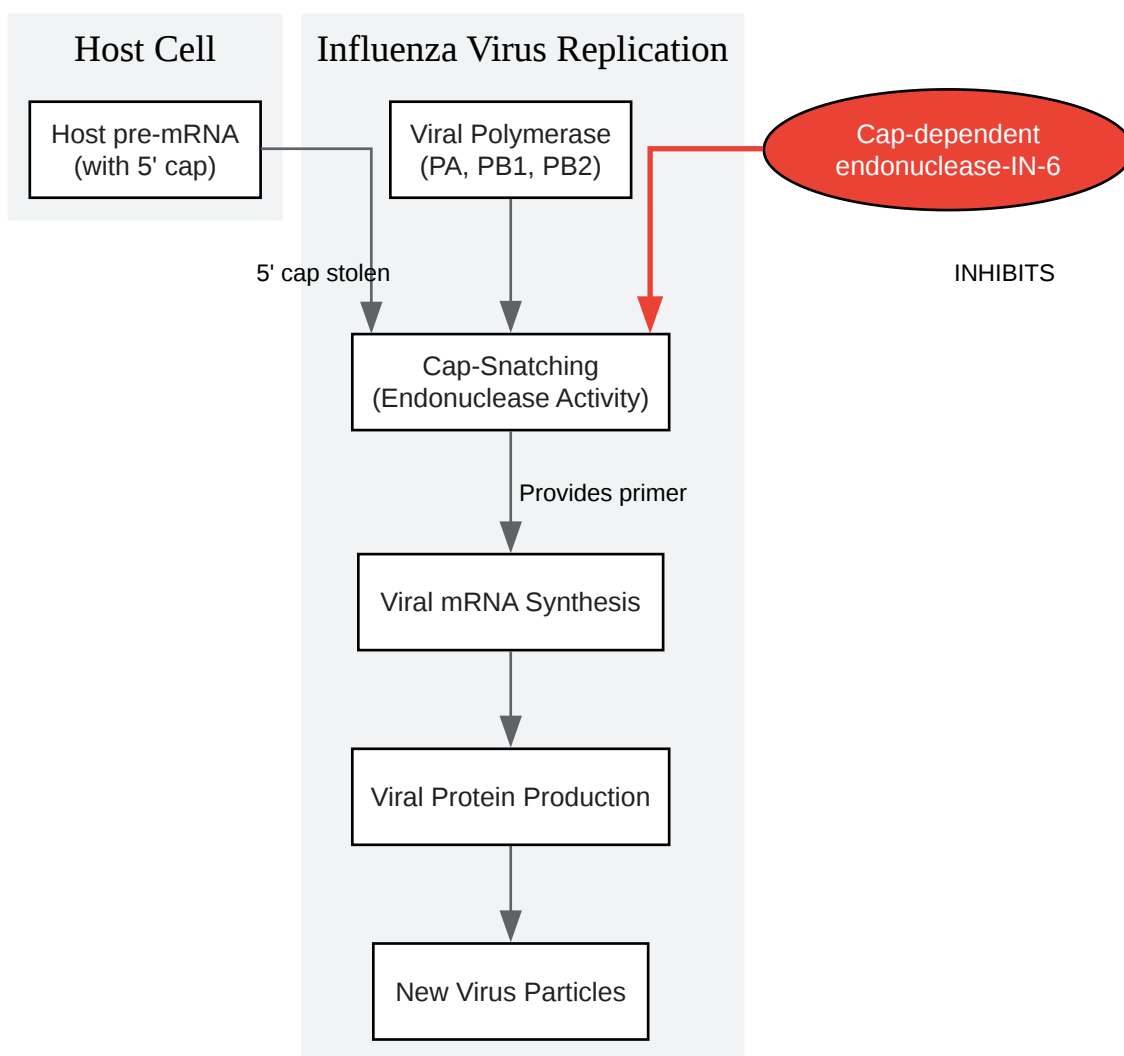 Host Cell
Influenza Virus Replication
Host pre-mRNA
(with 5' cap)
Viral Polymerase
(PA, PB1, PB2)
Cap-dependent
endonuclease-IN-6
5' cap stolen
INHIBITS
Cap-Snatching
(Endonuclease Activity)
Provides primer
Viral mRNA Synthesis
Viral Protein Production
New Virus Particles